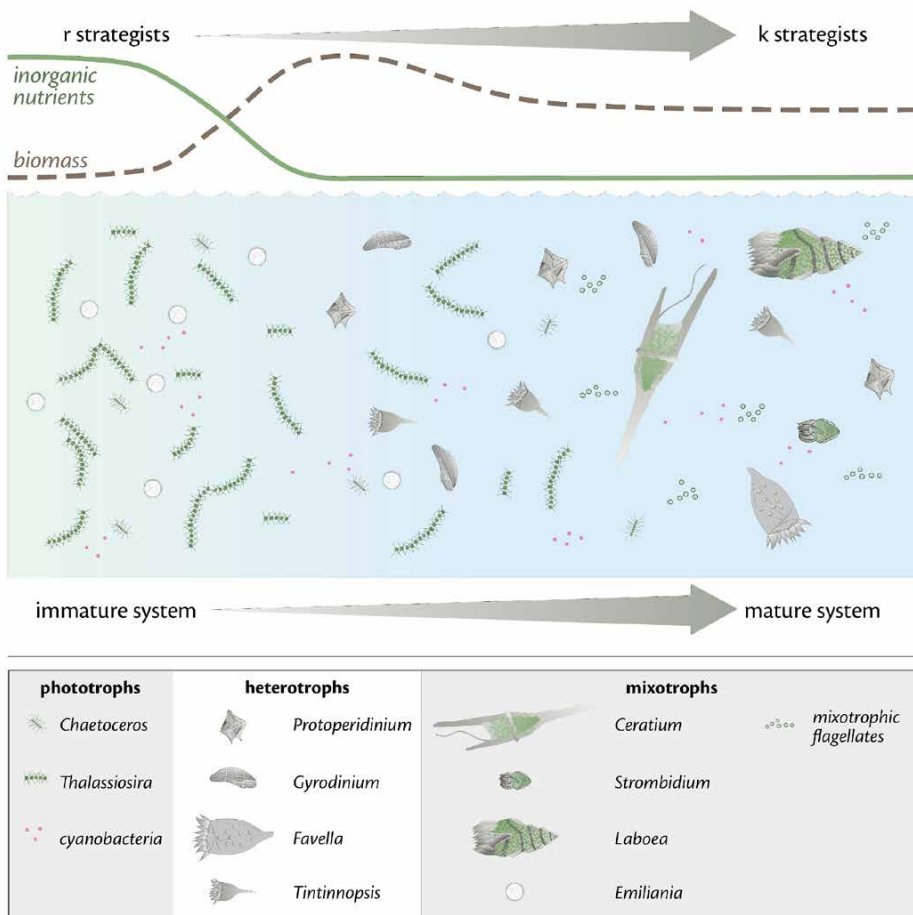 r strategists
k strategists
inorganic
nutrients
biomass
immature system
mature system
phototrophs
heterotrophs
mixotrophs
Chaetoceros
Protoperidinium
Ceratium
mixotrophic
flagellates
Thalassiosira
Gyrodinium
Strombidium
cyanobacteria
Favella
Laboea
Tintinnopsis
Emiliania